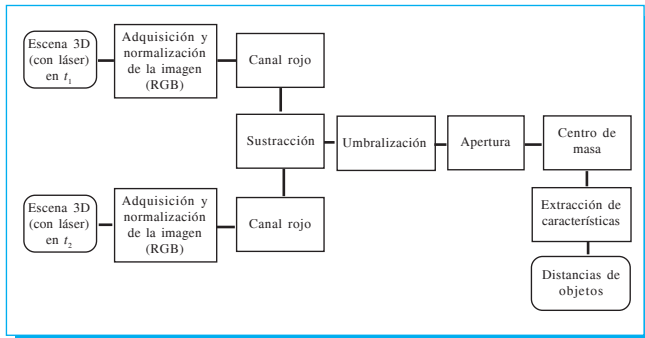 Escena 3D
(con láser)
en t₁
Adquisición y
normalización
de la imagen
(RGB)
Canal rojo
Sustracción
Umbralización
Apertura
Centro de
masa
Escena 3D
(con láser)
en t₂
Adquisición y
normalización
de la imagen
(RGB)
Canal rojo
Extracción de
características
Distancias de
objetos